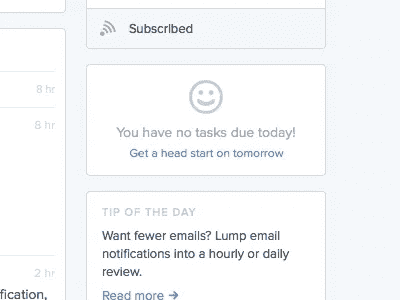 Subscribed
8 hr
You have no tasks due today!
8 hr
Get a head start on tomorrow
TIP OF THE DAY
Want fewer emails? Lump email
notifications into a hourly or daily
review.
2 hr
fication,
Read more →